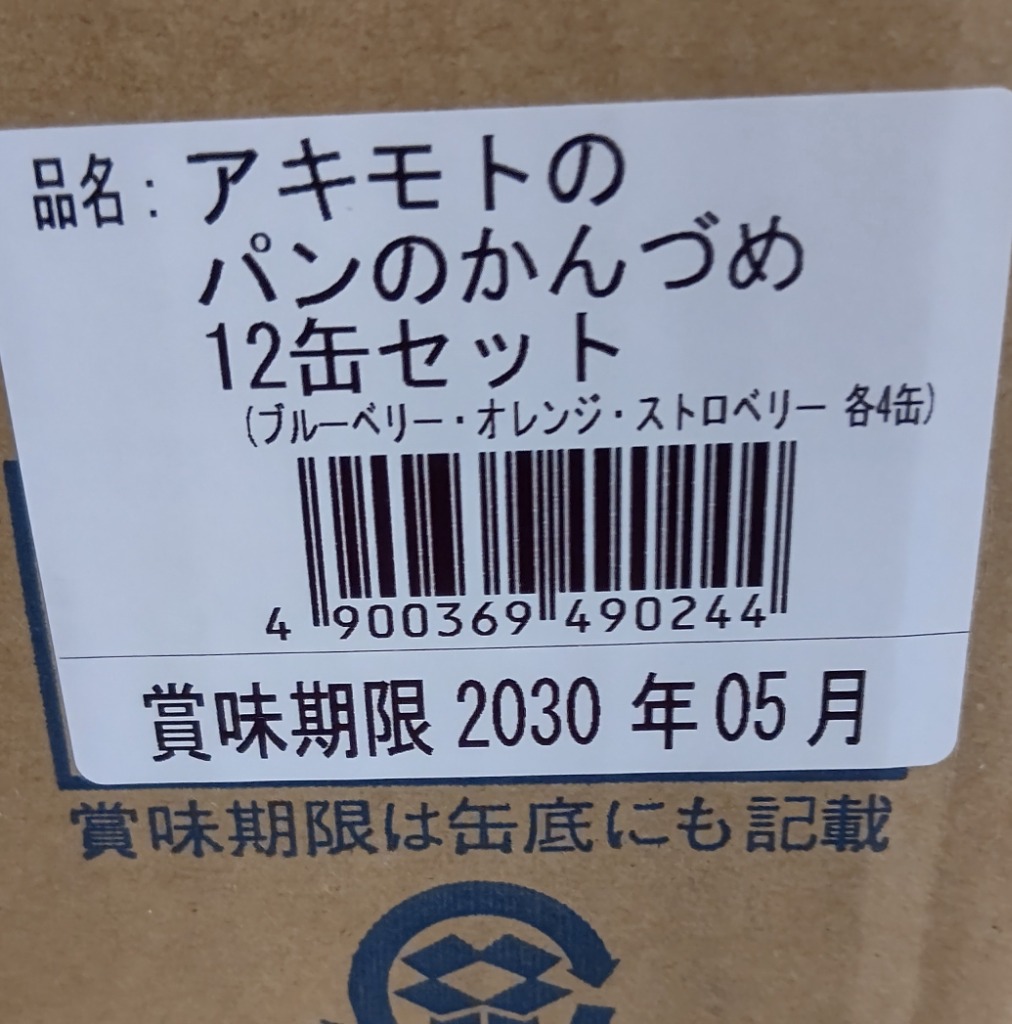 品名:アキモトの
パンのかんづめ
12缶セット
(ブルーベリー・オレンジ・ストロベリー 各4缶)
4 900369 490244
賞味期限 2030 年 05 月
賞味期限は缶底にも記載